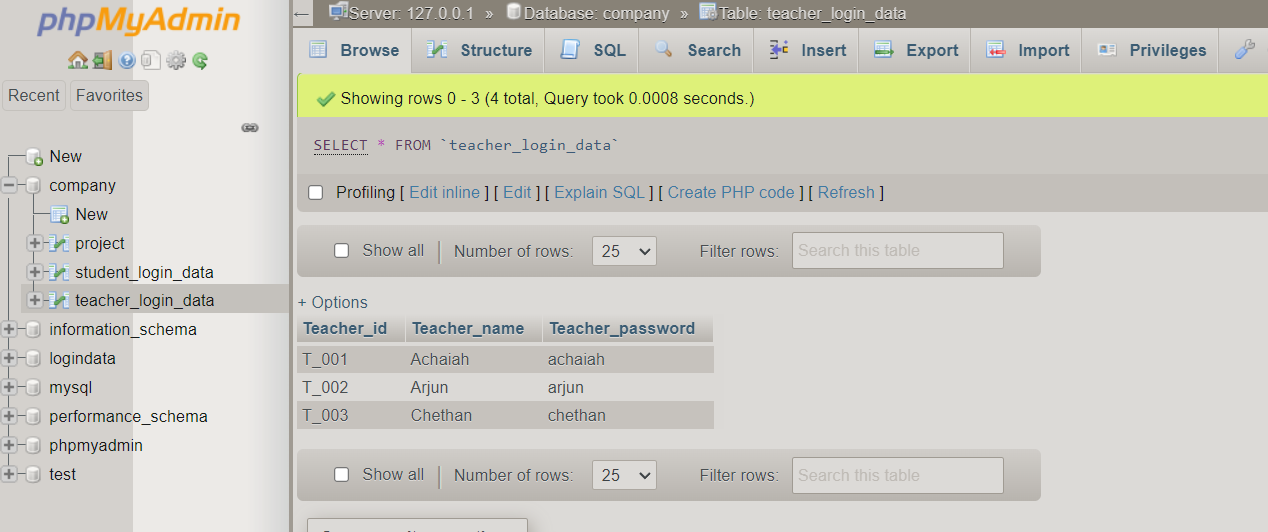 phpMyAdmin
Recent Favorites
New
company
New
project
student_login_data
teacher_login_data
information_schema
logindata
mysql
performance_schema
phpmyadmin
test
Server: 127.0.0.1 » Database: company » Table: teacher_login_data
Browse Structure SQL Search Insert Export Import Privileges
Showing rows 0 - 3 (4 total, Query took 0.0008 seconds.)
SELECT * FROM `teacher_login_data`
Profiling [ Edit inline ] [ Edit ] [ Explain SQL ] [ Create PHP code ] [ Refresh ]
Show all Number of rows: 25 Filter rows: Search this table
+ Options
Teacher_id Teacher_name Teacher_password
T_001 Achaiah achaiah
T_002 Arjun arjun
T_003 Chethan chethan
Show all Number of rows: 25 Filter rows: Search this table